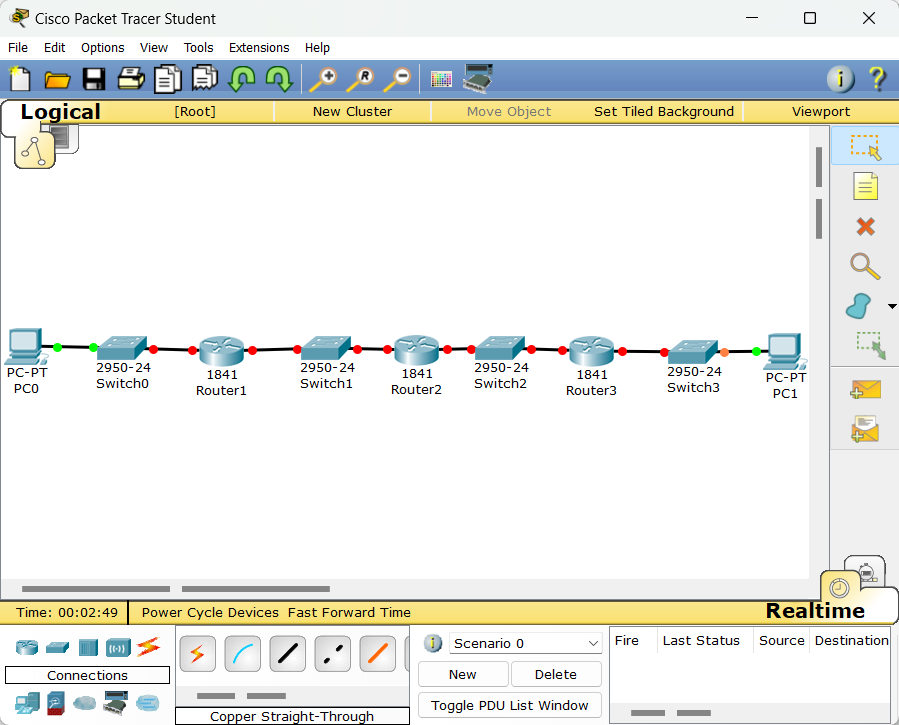 Cisco Packet Tracer Student
File Edit Options View Tools Extensions Help
R
i ?
Logical [Root] New Cluster Move Object Set Tiled Background Viewport
PC-PT
PC0
2950-24
Switch0
1841
Router1
2950-24
Switch1
1841
Router2
2950-24
Switch2
1841
Router3
2950-24
Switch3
PC-PT
PC1
Time: 00:02:49 Power Cycle Devices Fast Forward Time Realtime
Connections
Copper Straight-Through
i Scenario 0
New Delete
Toggle PDU List Window
Fire Last Status Source Destination